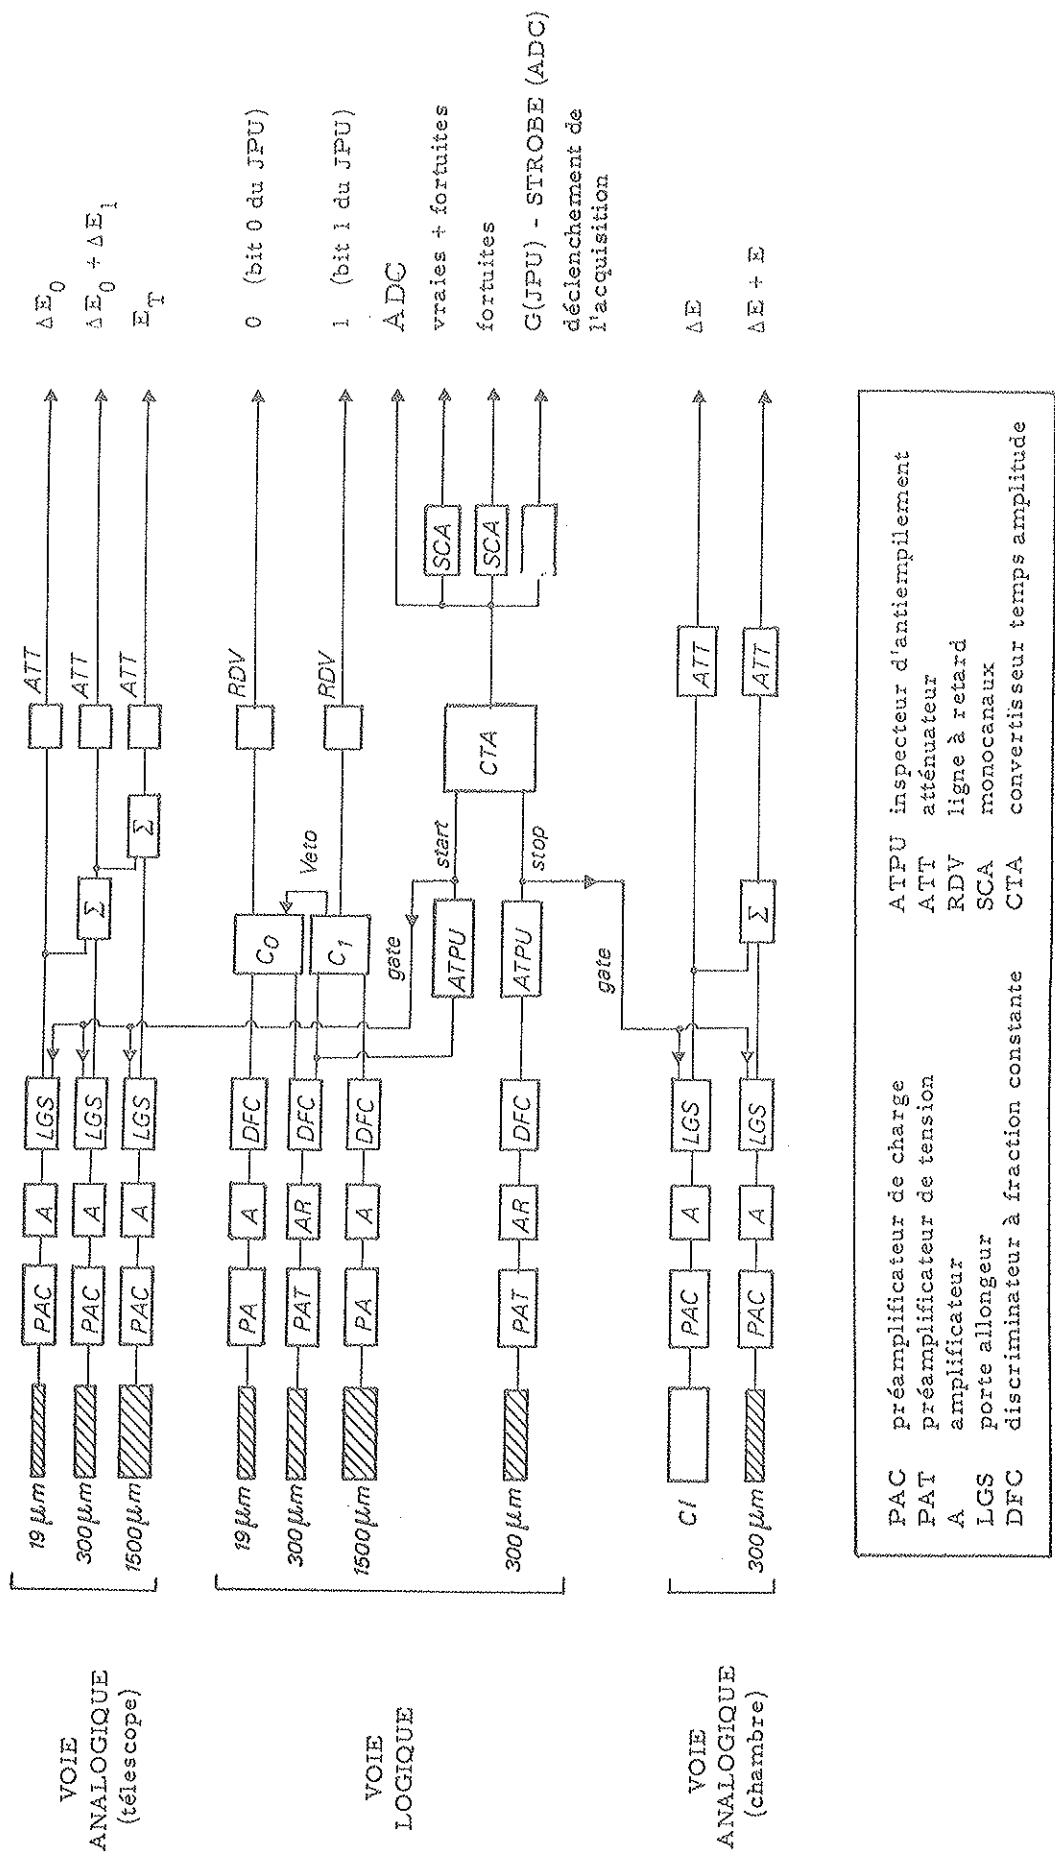 VOIE
ANALOGIQUE
(télescope)
19 µm PAC A LGS ATT ΔE0
300 µm PAC A LGS Σ ATT ΔE0 + ΔE1
1500 µm PAC A LGS Σ ATT ET
VOIE
LOGIQUE
19 µm PA A DFC C0 RDV 0 (bit 0 du JPU)
Veto
300 µm PAT AR DFC
1500 µm PA A DFC C1 RDV 1 (bit 1 du JPU)
gate
ADC
ATPU start
SCA vraies + fortuites
CTA
SCA fortuites
300 µm PAT AR DFC ATPU stop
G(JPU) - STROBE (ADC)
déclenchement de
l'acquisition
gate
VOIE
ANALOGIQUE
(chambre)
CI PAC A LGS ATT ΔE
300 µm PAC A LGS Σ ATT ΔE + E
PAC préamplificateur de charge
PAT préamplificateur de tension
A amplificateur
LGS porte allongeur
DFC discriminateur à fraction constante
ATPU inspecteur d'antiempilement
ATT atténuateur
RDV ligne à retard
SCA monocanaux
CTA convertisseur temps amplitude